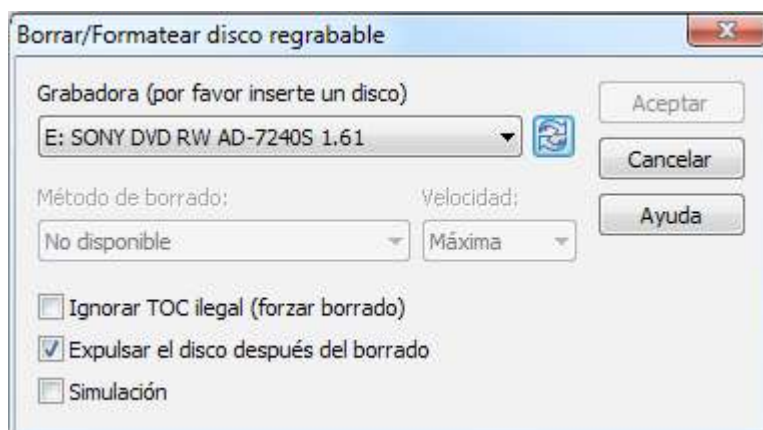 Borrar/Formatear disco regrabable
Grabadora (por favor inserte un disco)
E: SONY DVD RW AD-7240S 1.61
Aceptar
Cancelar
Ayuda
Método de borrado:
Velocidad:
No disponible
Máxima
Ignorar TOC ilegal (forzar borrado)
Expulsar el disco después del borrado
Simulación